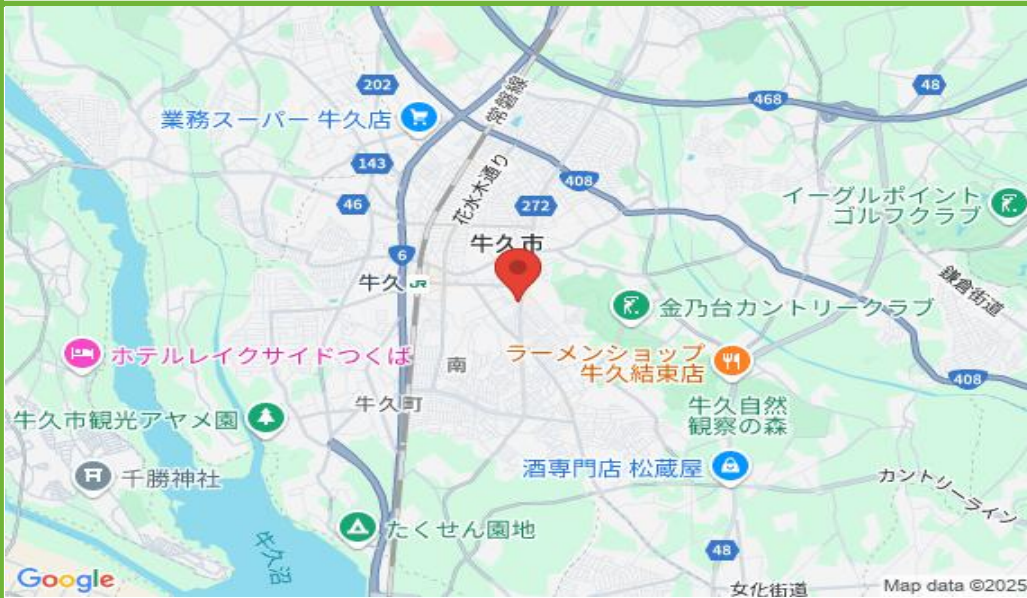 202
48
468
常磐線
業務スーパー 牛久店
143
花水木通り
408
46
272
イーグルポイント
ゴルフクラブ
牛久市
6
牛久
JR
鎌倉街道
金乃台カントリークラブ
ホテルレイクサイドつくば
ラーメンショップ
牛久結束店
南
408
牛久町
牛久自然
観察の森
牛久市観光アヤメ園
千勝神社
酒専門店 松蔵屋
カントリーライン
たくせん園地
牛久沼
48
Google
女化街道
Map data ©2025